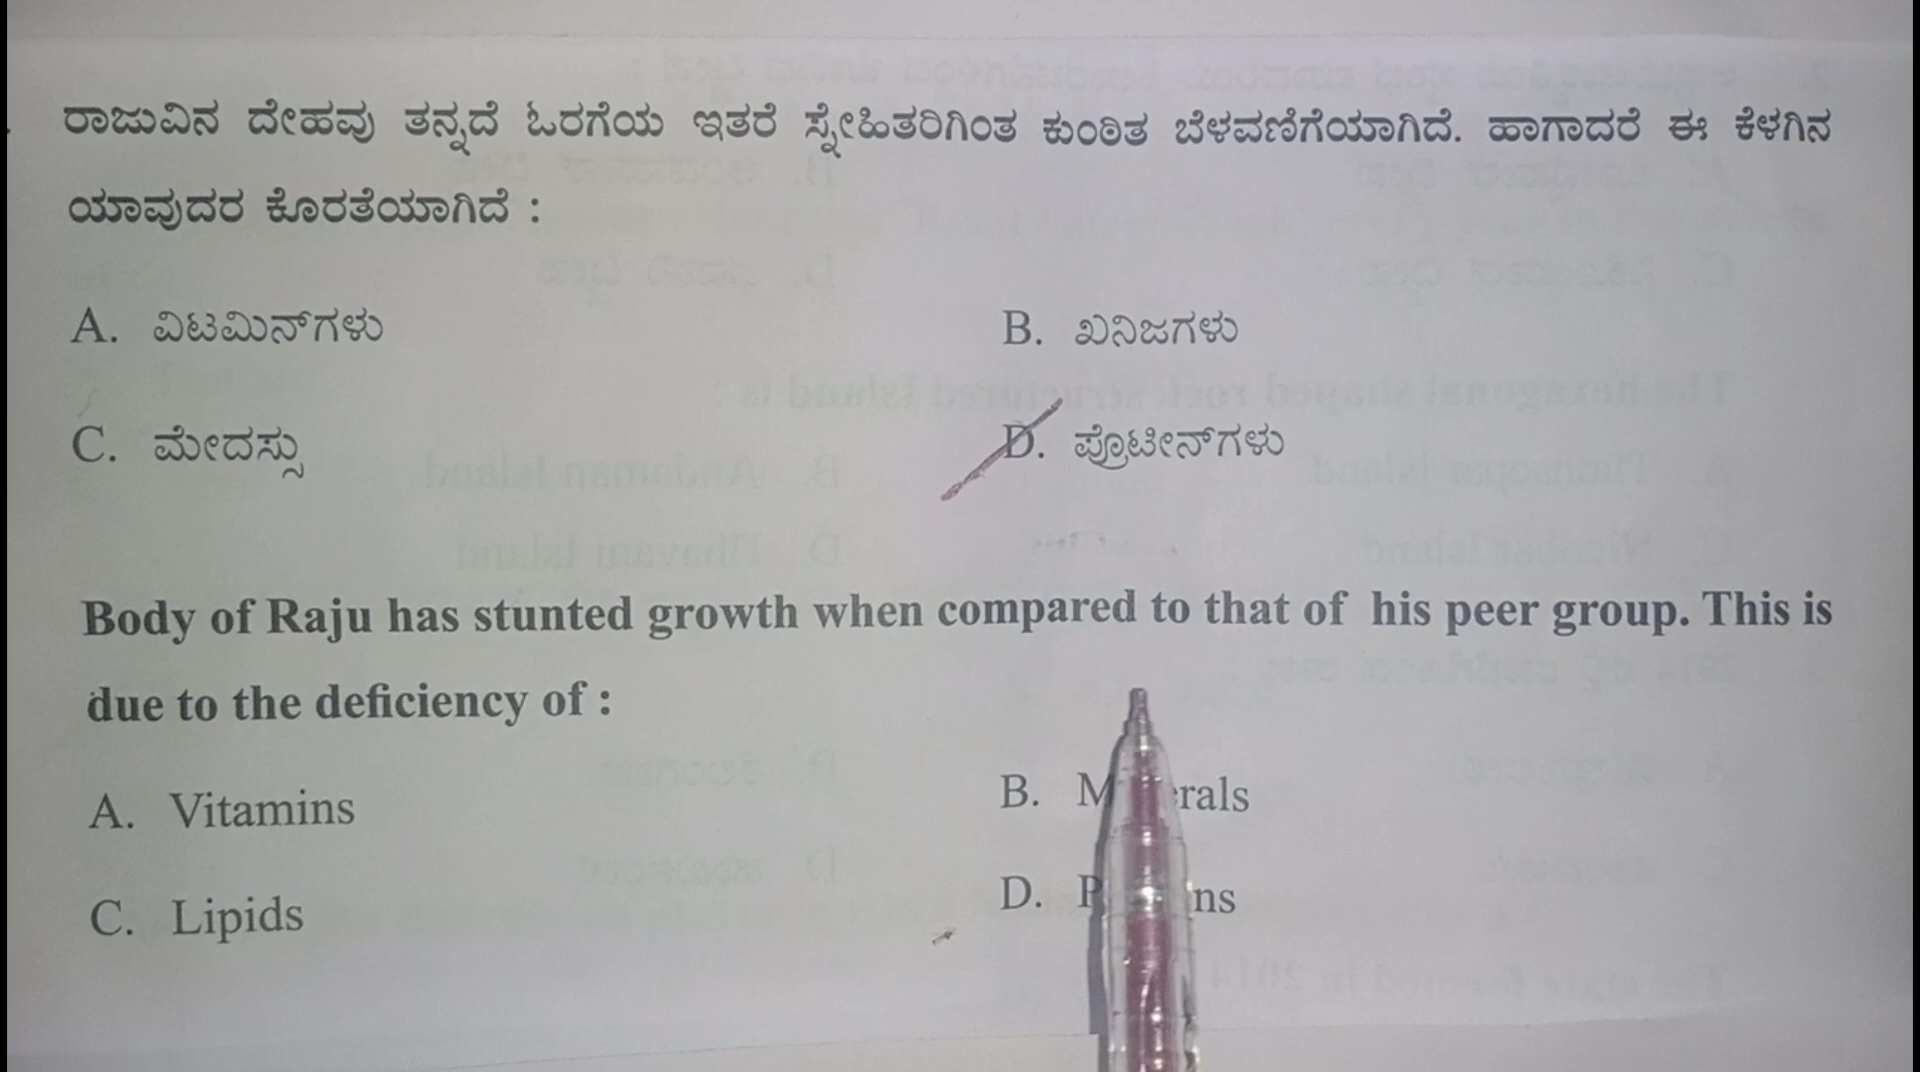 ರಾಜುವಿನ ದೇಹವು ತನ್ನದೆ ಓರಗೆಯ ಇತರೆ ಸ್ನೇಹಿತರಿಗಿಂತ ಕುಂಠಿತ ಬೆಳವಣಿಗೆಯಾಗಿದೆ. ಹಾಗಾದರೆ ಈ ಕೆಳಗಿನ
ಯಾವುದರ ಕೊರತೆಯಾಗಿದೆ :
A. ವಿಟಮಿನ್‌ಗಳು B. ಖನಿಜಗಳು
C. ಮೇದಸ್ಸು D. ಪ್ರೊಟೀನ್‌ಗಳು
Body of Raju has stunted growth when compared to that of his peer group. This is
due to the deficiency of :
A. Vitamins B.
C. Lipids D.